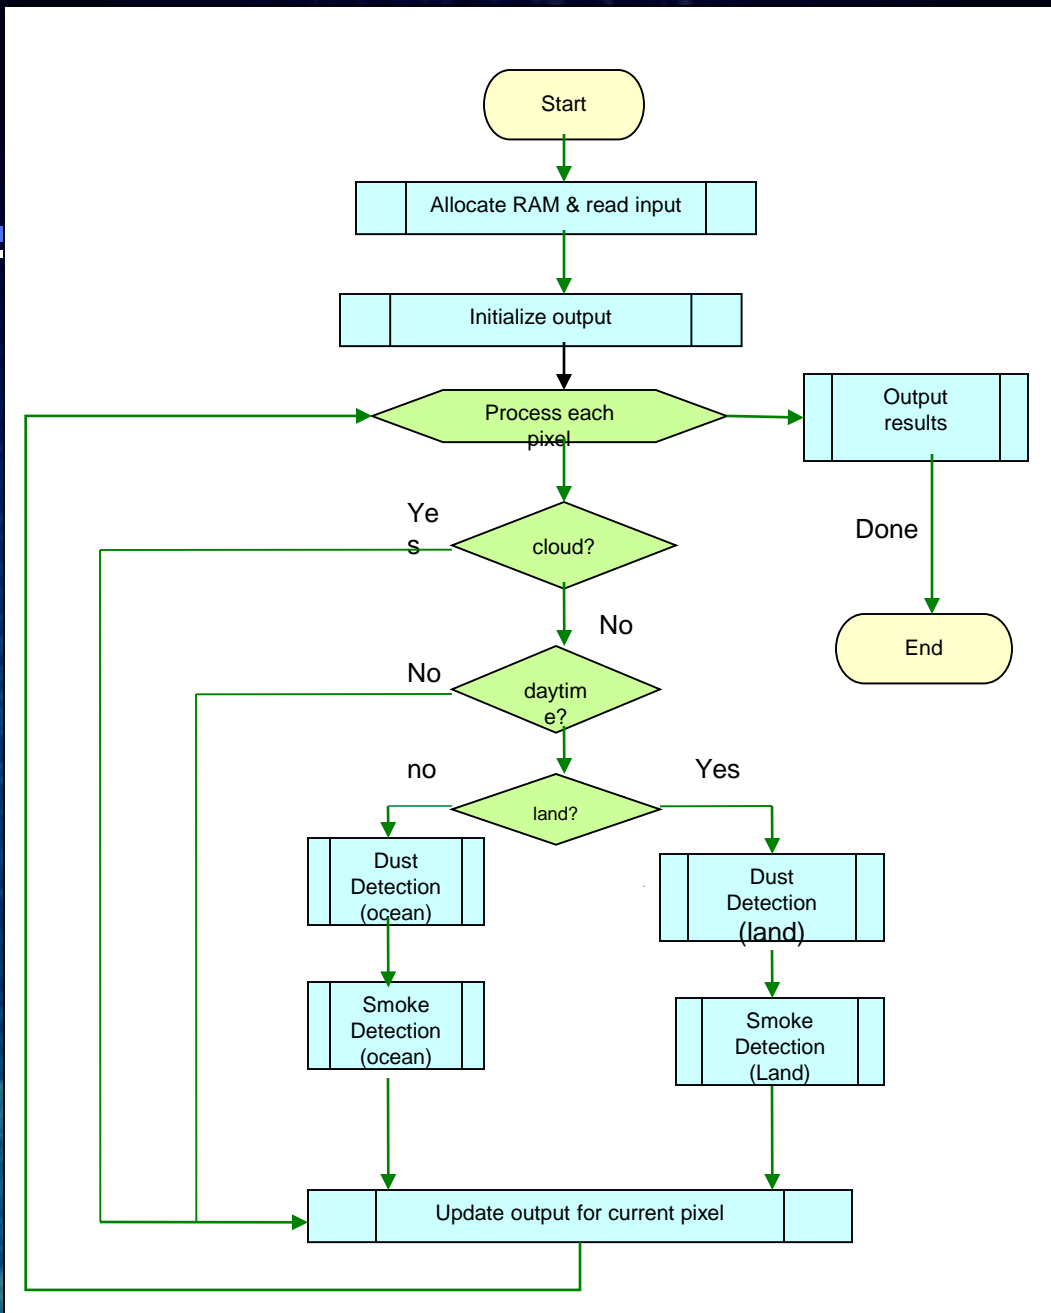 Start
Allocate RAM & read input
Initialize output
Process each
pixel
Output
results
Ye
s
cloud?
Done
No
End
No
daytim
e?
no
Yes
land?
Dust
Detection
(ocean)
Dust
Detection
(land)
Smoke
Detection
(ocean)
Smoke
Detection
(Land)
Update output for current pixel